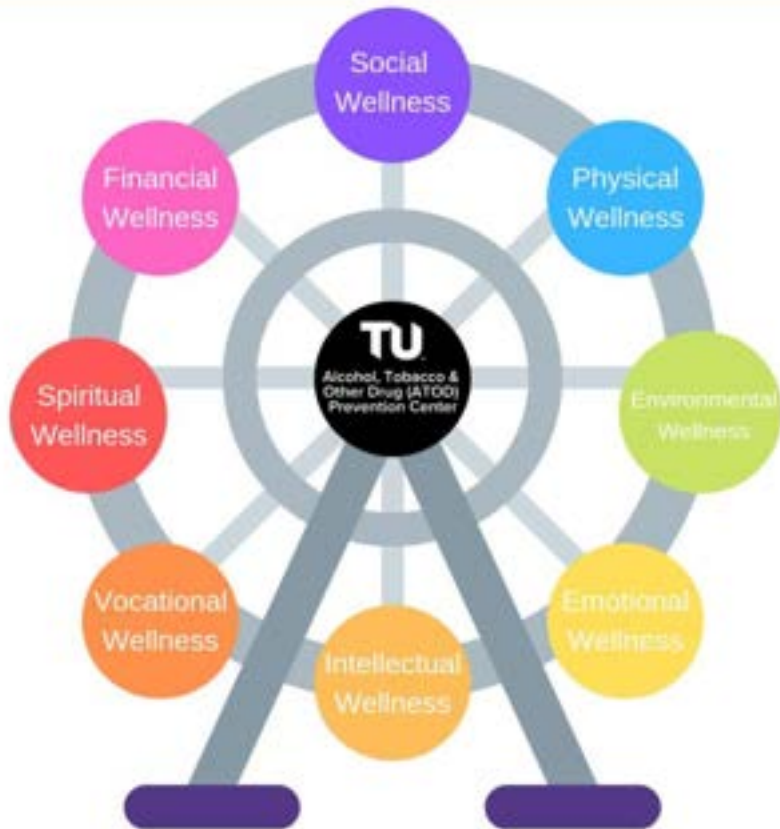 Social
Wellness
Physical
Wellness
Environmental
Wellness
Emotional
Wellness
Intellectual
Wellness
Vocational
Wellness
Spiritual
Wellness
Financial
Wellness
TU
Alcohol, Tobacco &
Other Drug (ATOD)
Prevention Center